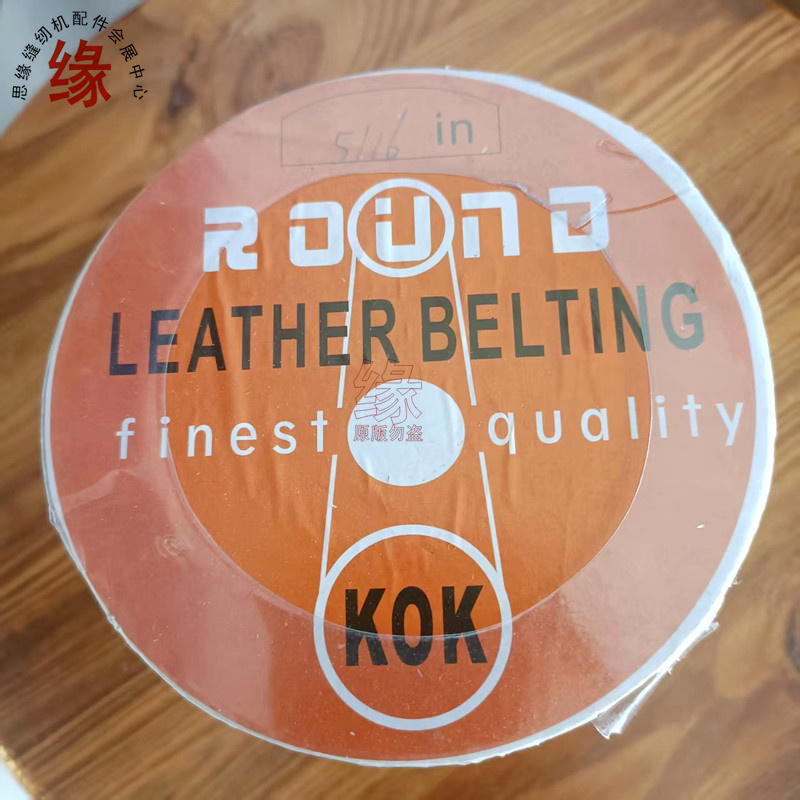 思缘缝纫机配件会展中心
缘
5/16 in
ROUND
LEATHER BELTING
finest quality
缘
原版勿盗
KOK